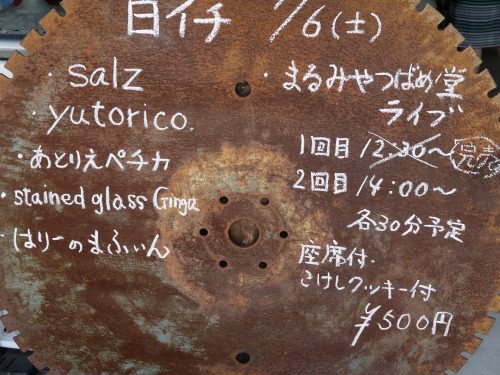 日イチ 7/6(土)
・salz
・yutorico.
・あとりえペチカ
・stained glass Ginga
・はりーのまふぃん
・まるみやつばめ堂
ライブ
1回目 12:30〜 完売
2回目 14:00〜
各30分予定
座席付.
こけしクッキー付
¥500円